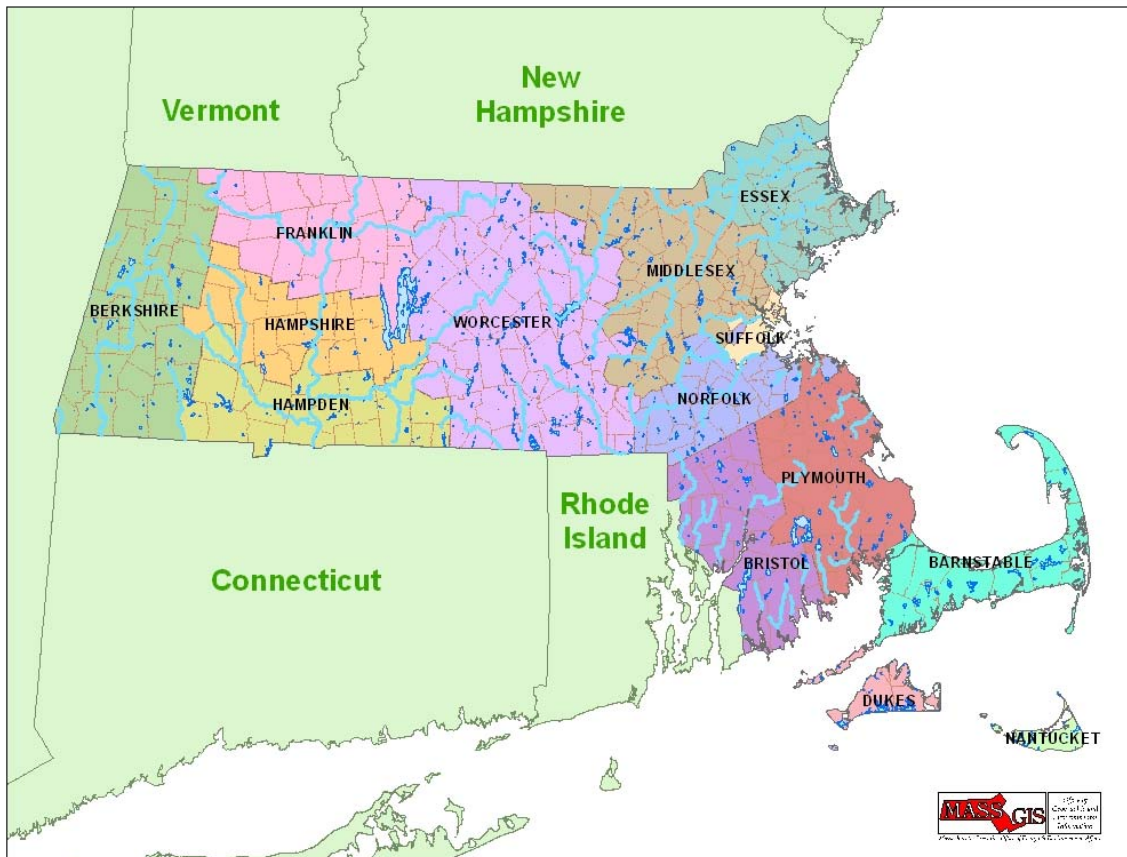 New
Hampshire
Vermont
ESSEX
FRANKLIN
MIDDLESEX
BERKSHIRE
HAMPSHIRE
WORCESTER
SUFFOLK
HAMPDEN
NORFOLK
PLYMOUTH
Rhode
Island
Connecticut
BRISTOL
BARNSTABLE
DUKES
NANTUCKET
MASS GIS